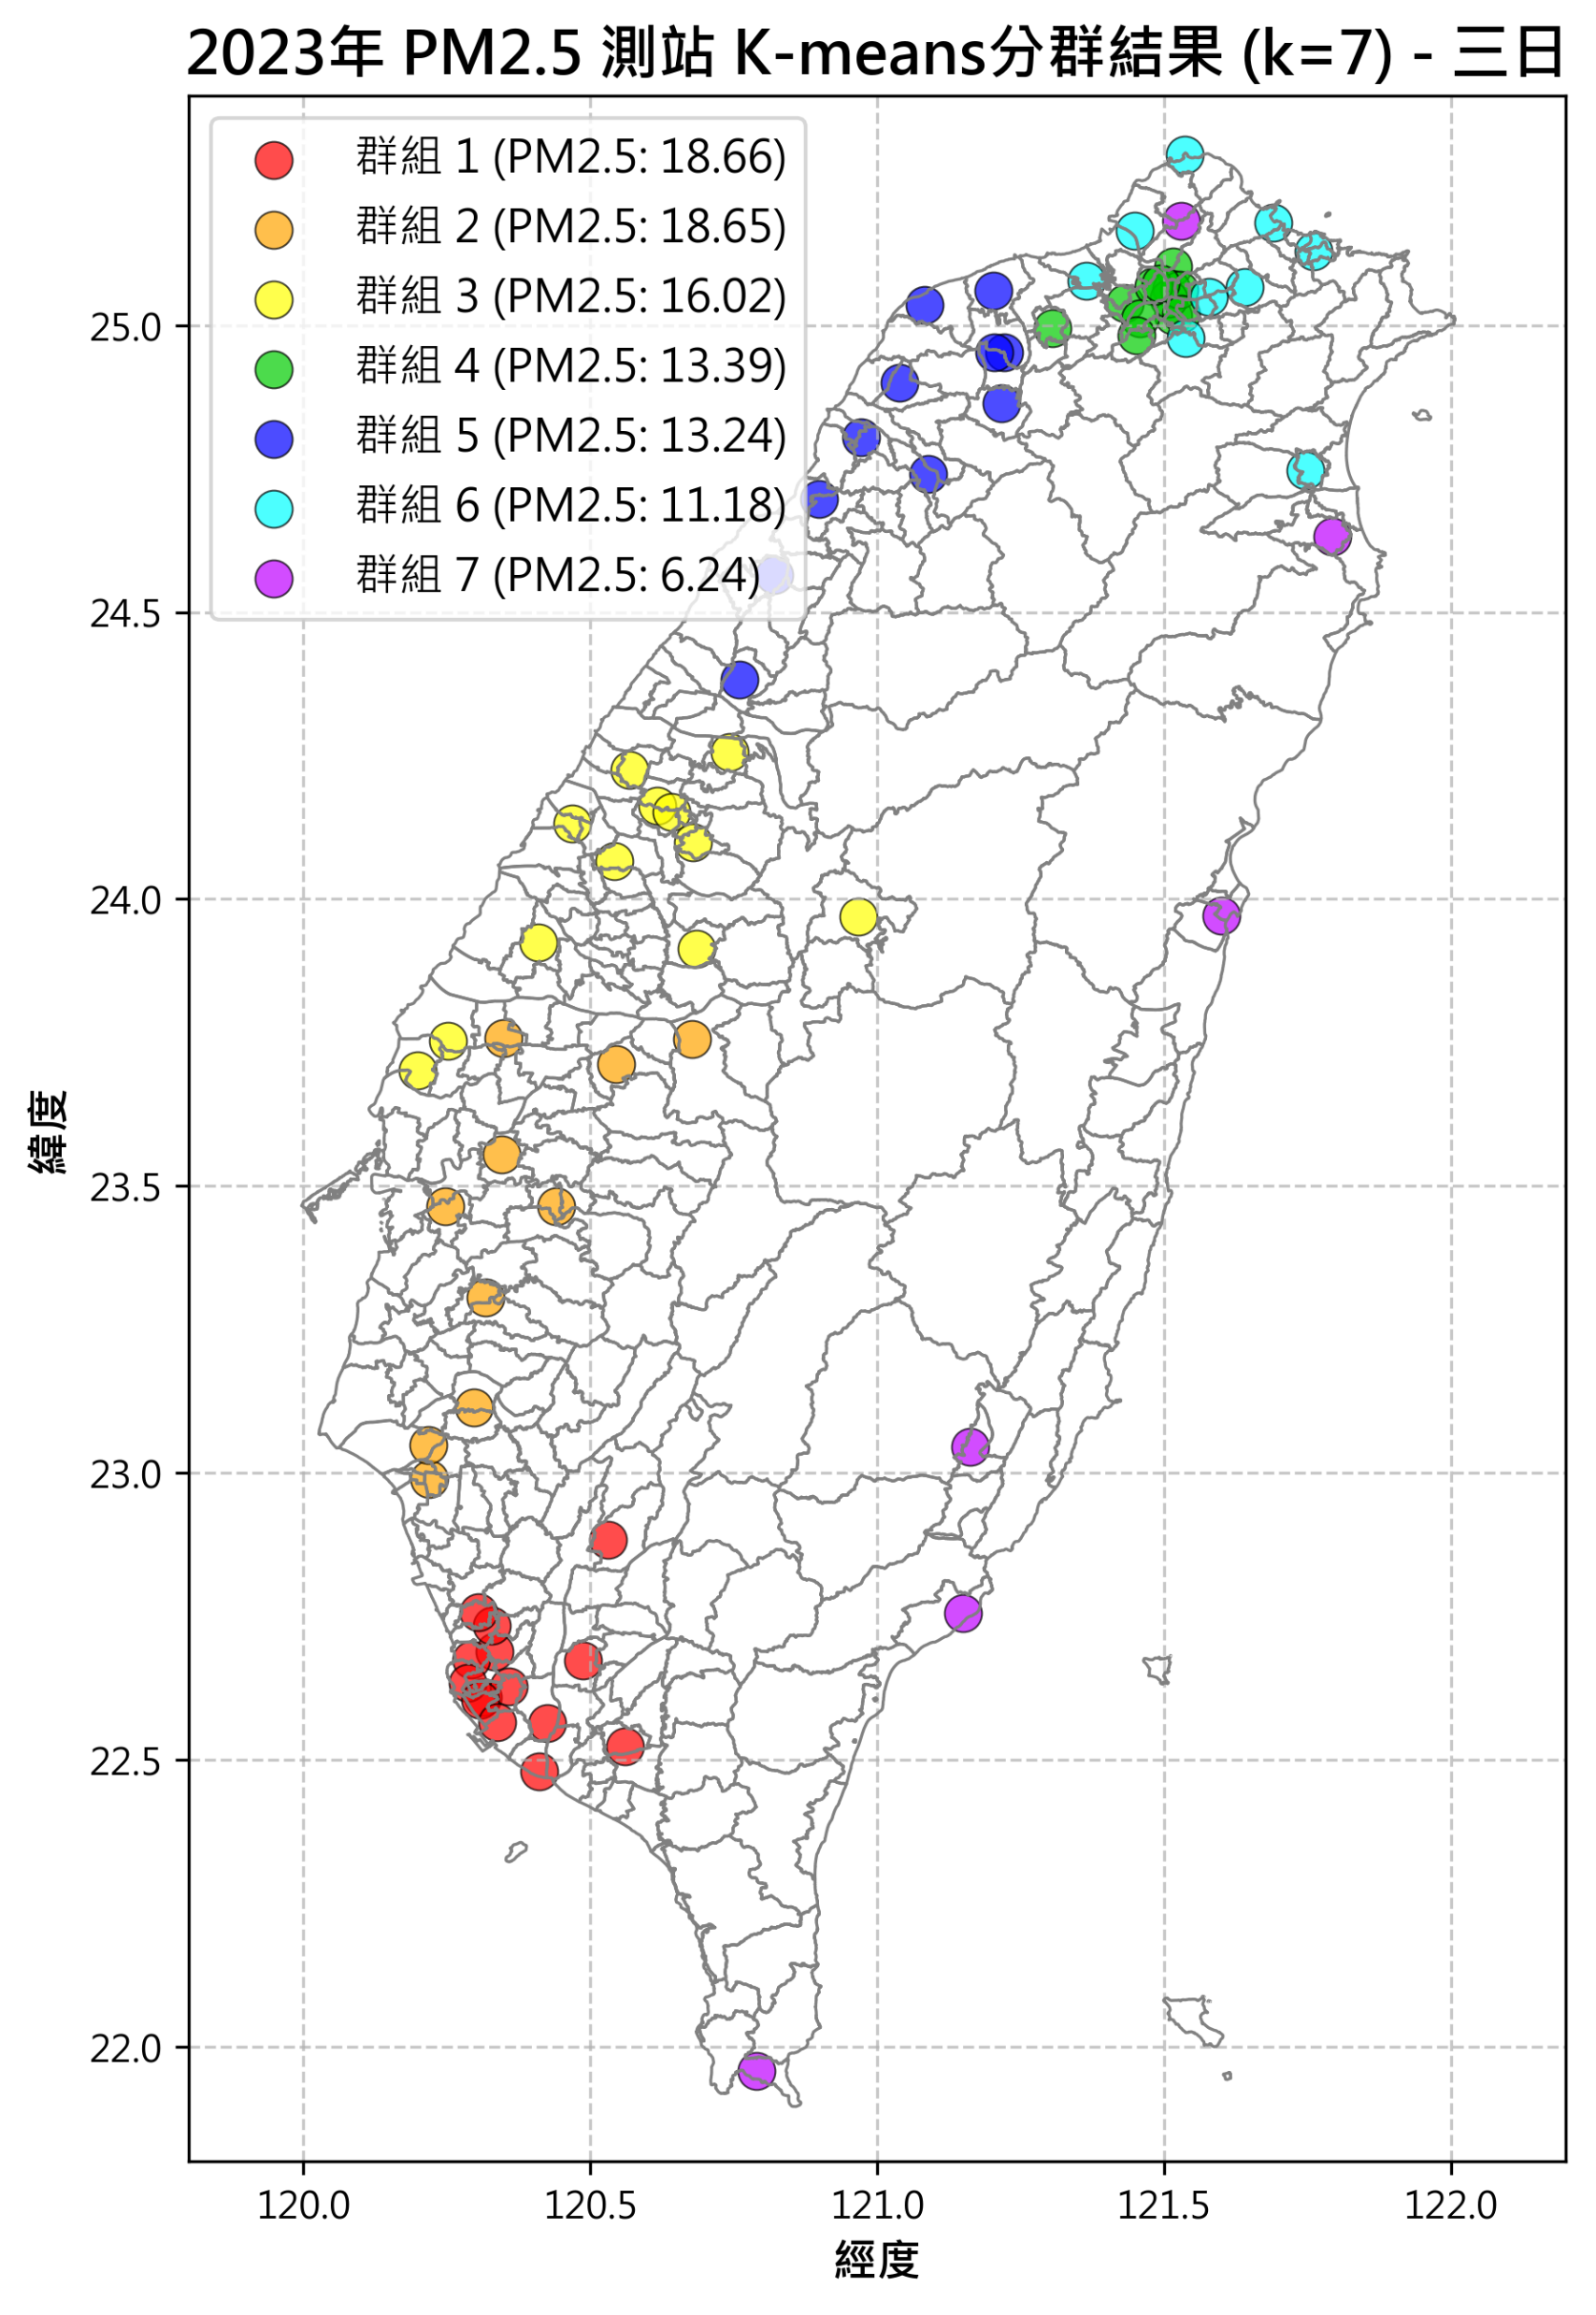 2023年 PM2.5 測站 K-means分群結果 (k=7) - 三日
群組 1 (PM2.5: 18.66)
群組 2 (PM2.5: 18.65)
群組 3 (PM2.5: 16.02)
群組 4 (PM2.5: 13.39)
群組 5 (PM2.5: 13.24)
群組 6 (PM2.5: 11.18)
群組 7 (PM2.5: 6.24)
緯度
25.0
24.5
24.0
23.5
23.0
22.5
22.0
120.0 120.5 121.0 121.5 122.0
經度